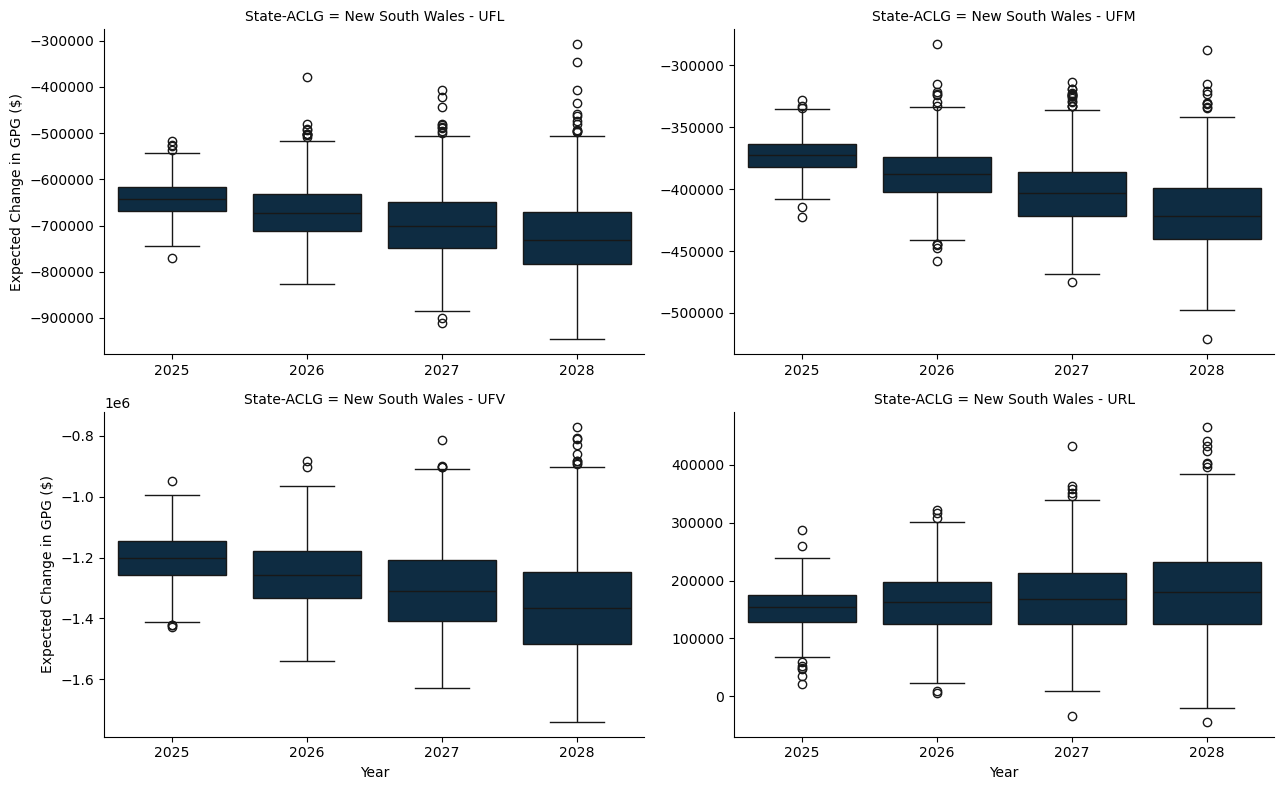 State-ACLG = New South Wales - UFL
Expected Change in GPG ($)
−300000
−400000
−500000
−600000
−700000
−800000
−900000
2025 2026 2027 2028
State-ACLG = New South Wales - UFM
−300000
−350000
−400000
−450000
−500000
2025 2026 2027 2028
State-ACLG = New South Wales - UFV
1e6
Expected Change in GPG ($)
−0.8
−1.0
−1.2
−1.4
−1.6
2025 2026 2027 2028
Year
State-ACLG = New South Wales - URL
400000
300000
200000
100000
0
2025 2026 2027 2028
Year